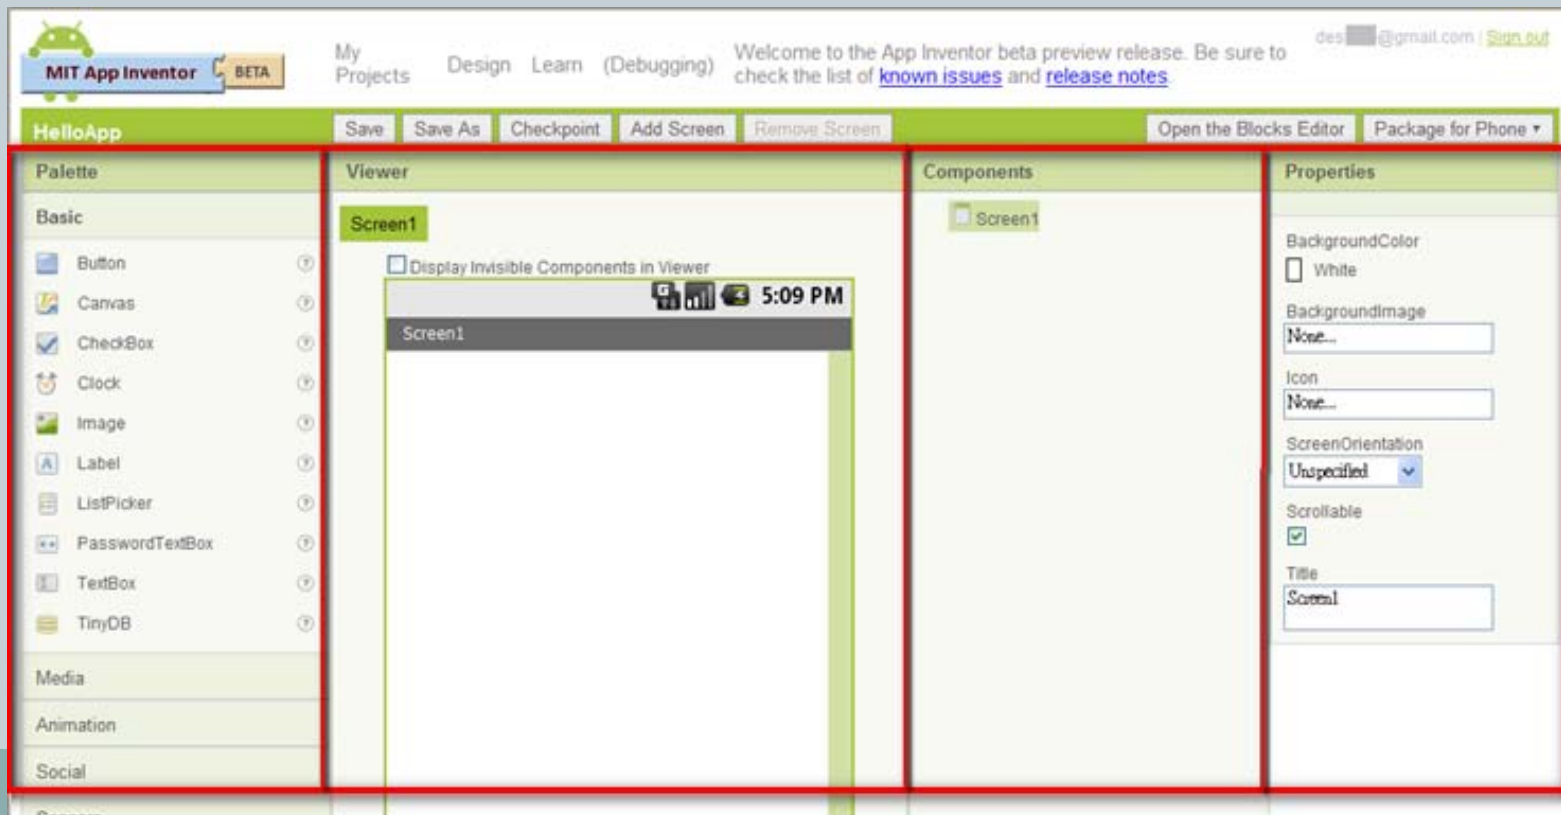 MIT App Inventor BETA
My Projects
Design Learn (Debugging)
Welcome to the App Inventor beta preview release. Be sure to
check the list of known issues and release notes.
des @gmail.com | Sign out
HelloApp
Save Save As Checkpoint Add Screen Remove Screen Open the Blocks Editor Package for Phone
Palette
Basic
Button
Canvas
CheckBox
Clock
Image
Label
ListPicker
PasswordTextBox
TextBox
TinyDB
Media
Animation
Social
Viewer
Screen1
Display Invisible Components in Viewer
5:09 PM
Screen1
Components
Screen1
Properties
BackgroundColor
White
BackgroundImage
None...
Icon
None...
ScreenOrientation
Unspecified
Scrollable
Title
Screen1